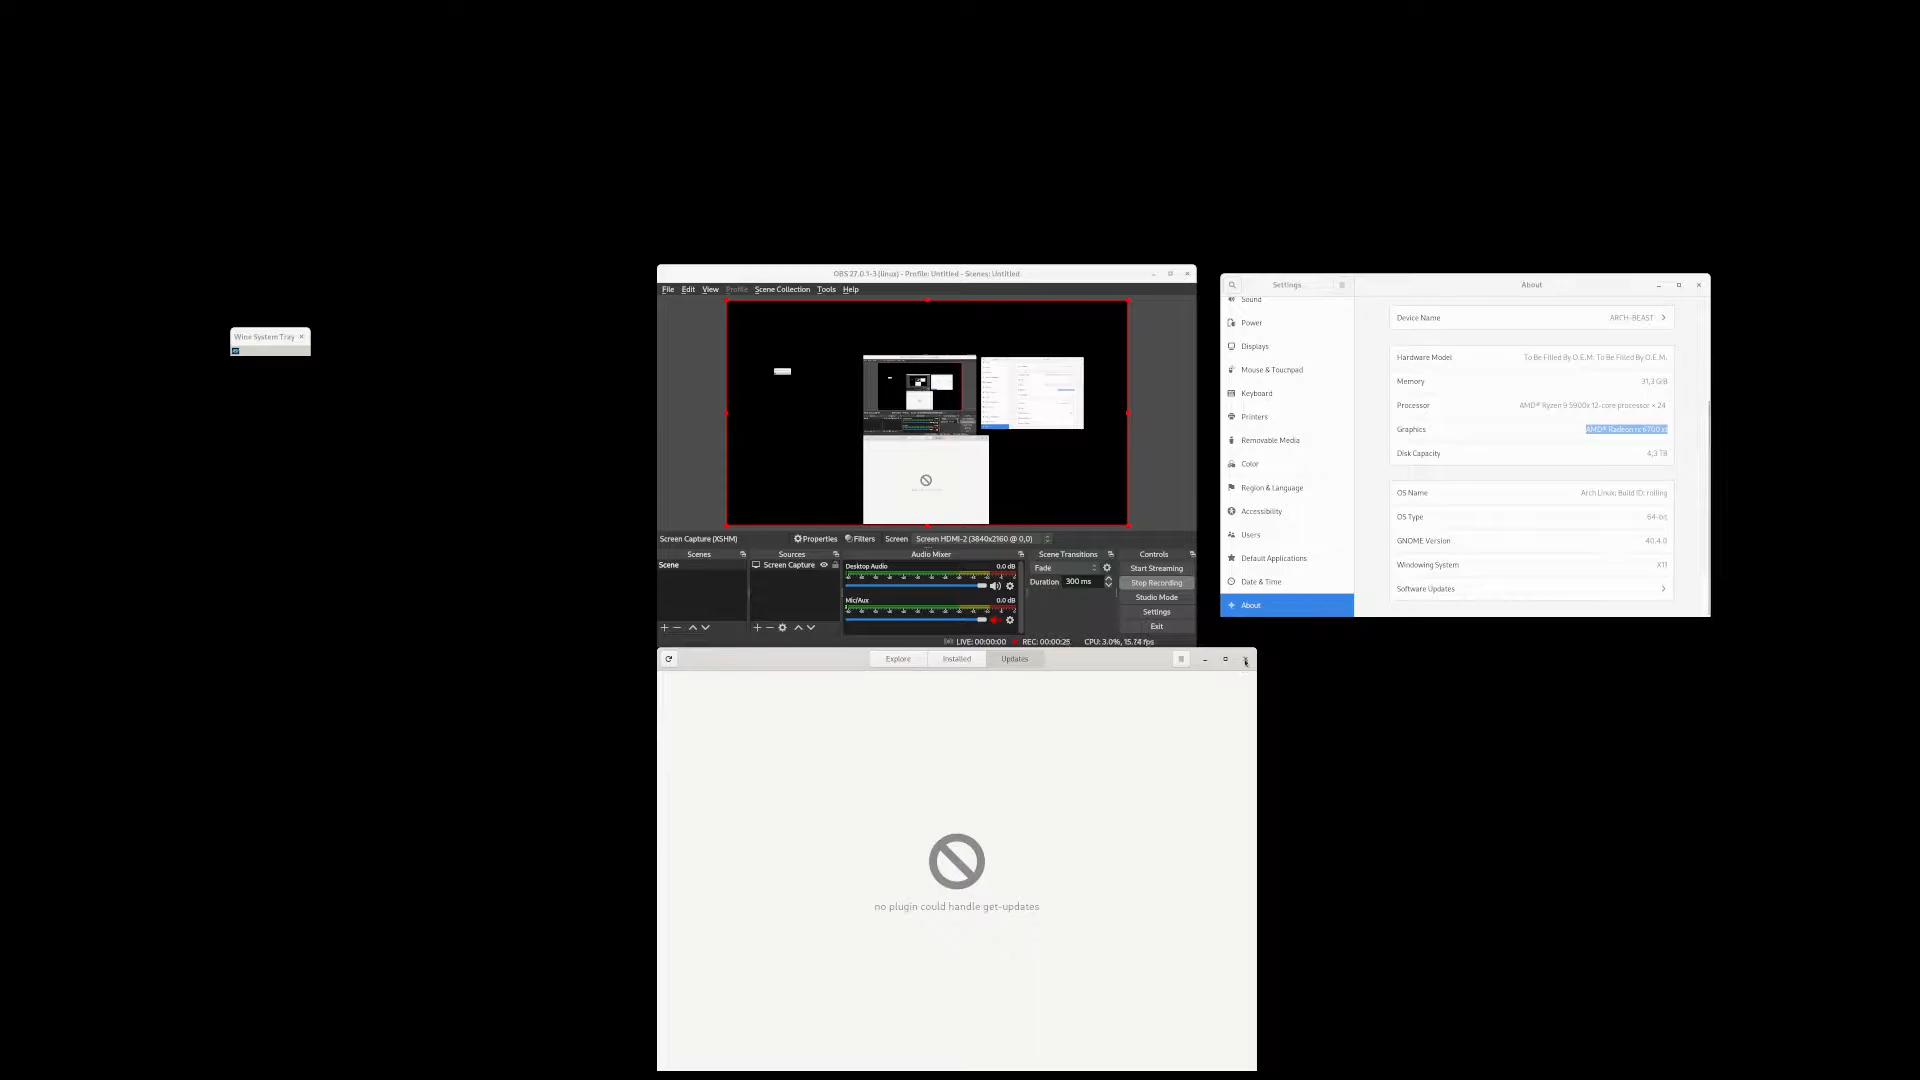 Wine System Tray
OBS 27.0.1-3 (linux) - Profile: Untitled - Scenes: Untitled
File Edit View Profile Scene Collection Tools Help
Screen Capture (XSHM)
Properties Filters Screen Screen HDMI-2 (3840x2160 @ 0,0)
Scenes
Scene
Sources
Screen Capture
Audio Mixer
Desktop Audio 0.0 dB
Mic/Aux 0.0 dB
Scene Transitions
Fade
Duration 300 ms
Controls
Start Streaming
Stop Recording
Studio Mode
Settings
Exit
LIVE: 00:00:00 REC: 00:00:25 CPU: 3.0%, 15.74 fps
Settings
Sound
Power
Displays
Mouse & Touchpad
Keyboard
Printers
Removable Media
Color
Region & Language
Accessibility
Users
Default Applications
Date & Time
About
About
Device Name ARCH-BEAST
Hardware Model To Be Filled By O.E.M. To Be Filled By O.E.M.
Memory 31,3 GiB
Processor AMD® Ryzen 9 5900x 12-core processor × 24
Graphics AMD® Radeon rx 6700 xt
Disk Capacity 4,3 TB
OS Name Arch Linux; Build ID: rolling
OS Type 64-bit
GNOME Version 40.4.0
Windowing System X11
Software Updates
Explore Installed Updates
no plugin could handle get-updates